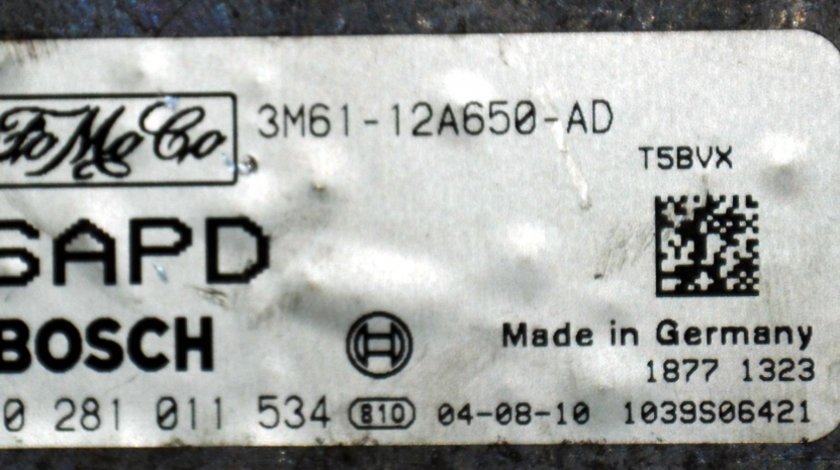 FoMoCo 3M61-12A650-AD
T5BVX
6APD
BOSCH
Made in Germany
1877 1323
0 281 011 534 810 04-08-10 1039S06421